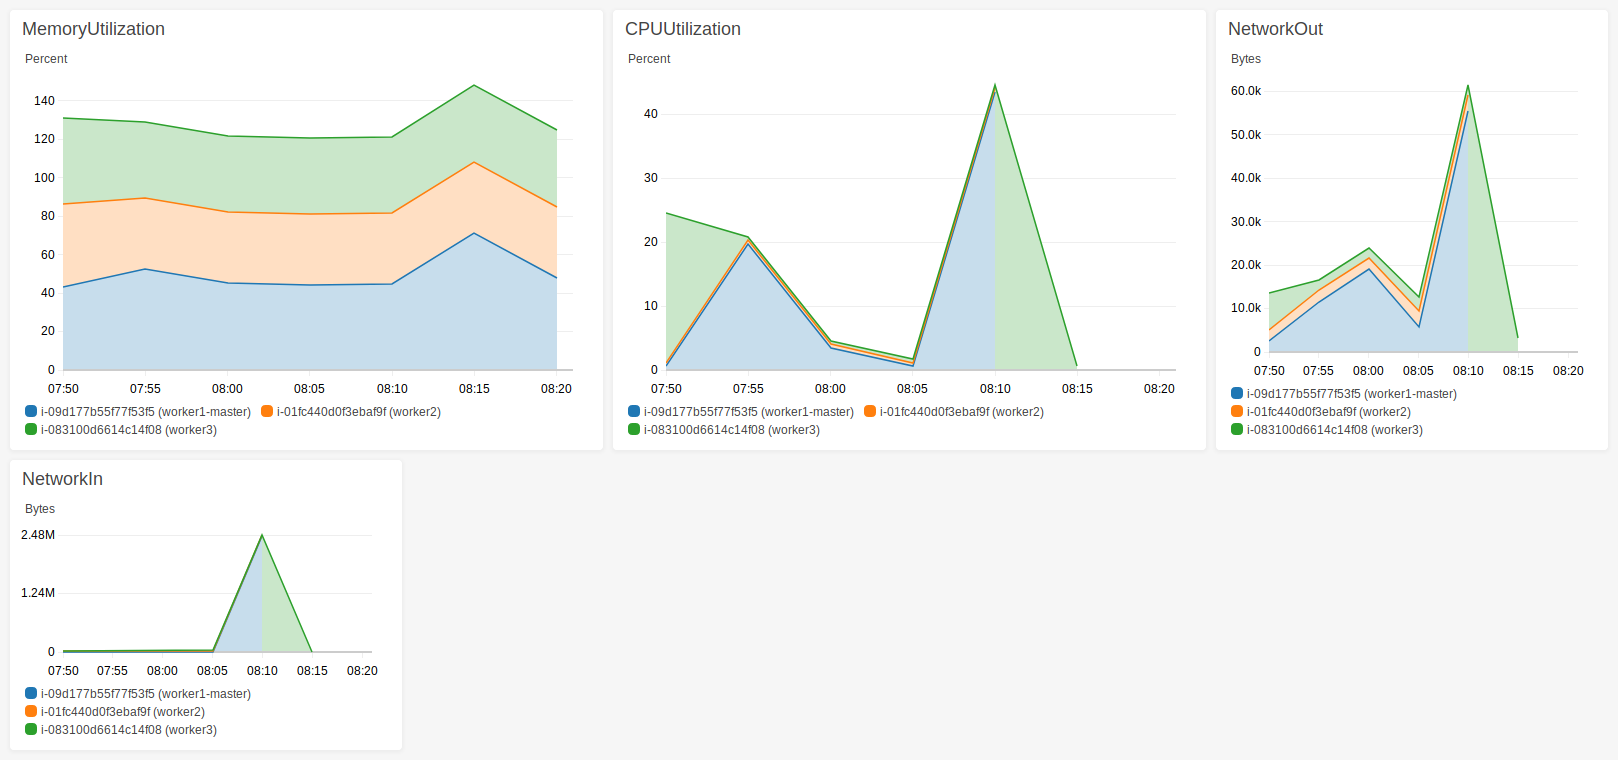 MemoryUtilization
Percent
140
120
100
80
60
40
20
0
07:50 07:55 08:00 08:05 08:10 08:15 08:20
i-09d177b55f77f53f5 (worker1-master) i-01fc440d0f3ebaf9f (worker2)
i-083100d6614c14f08 (worker3)
CPUUtilization
Percent
40
30
20
10
0
07:50 07:55 08:00 08:05 08:10 08:15 08:20
i-09d177b55f77f53f5 (worker1-master) i-01fc440d0f3ebaf9f (worker2)
i-083100d6614c14f08 (worker3)
NetworkOut
Bytes
60.0k
50.0k
40.0k
30.0k
20.0k
10.0k
0
07:50 07:55 08:00 08:05 08:10 08:15 08:20
i-09d177b55f77f53f5 (worker1-master)
i-01fc440d0f3ebaf9f (worker2)
i-083100d6614c14f08 (worker3)
NetworkIn
Bytes
2.48M
1.24M
0
07:50 07:55 08:00 08:05 08:10 08:15 08:20
i-09d177b55f77f53f5 (worker1-master)
i-01fc440d0f3ebaf9f (worker2)
i-083100d6614c14f08 (worker3)